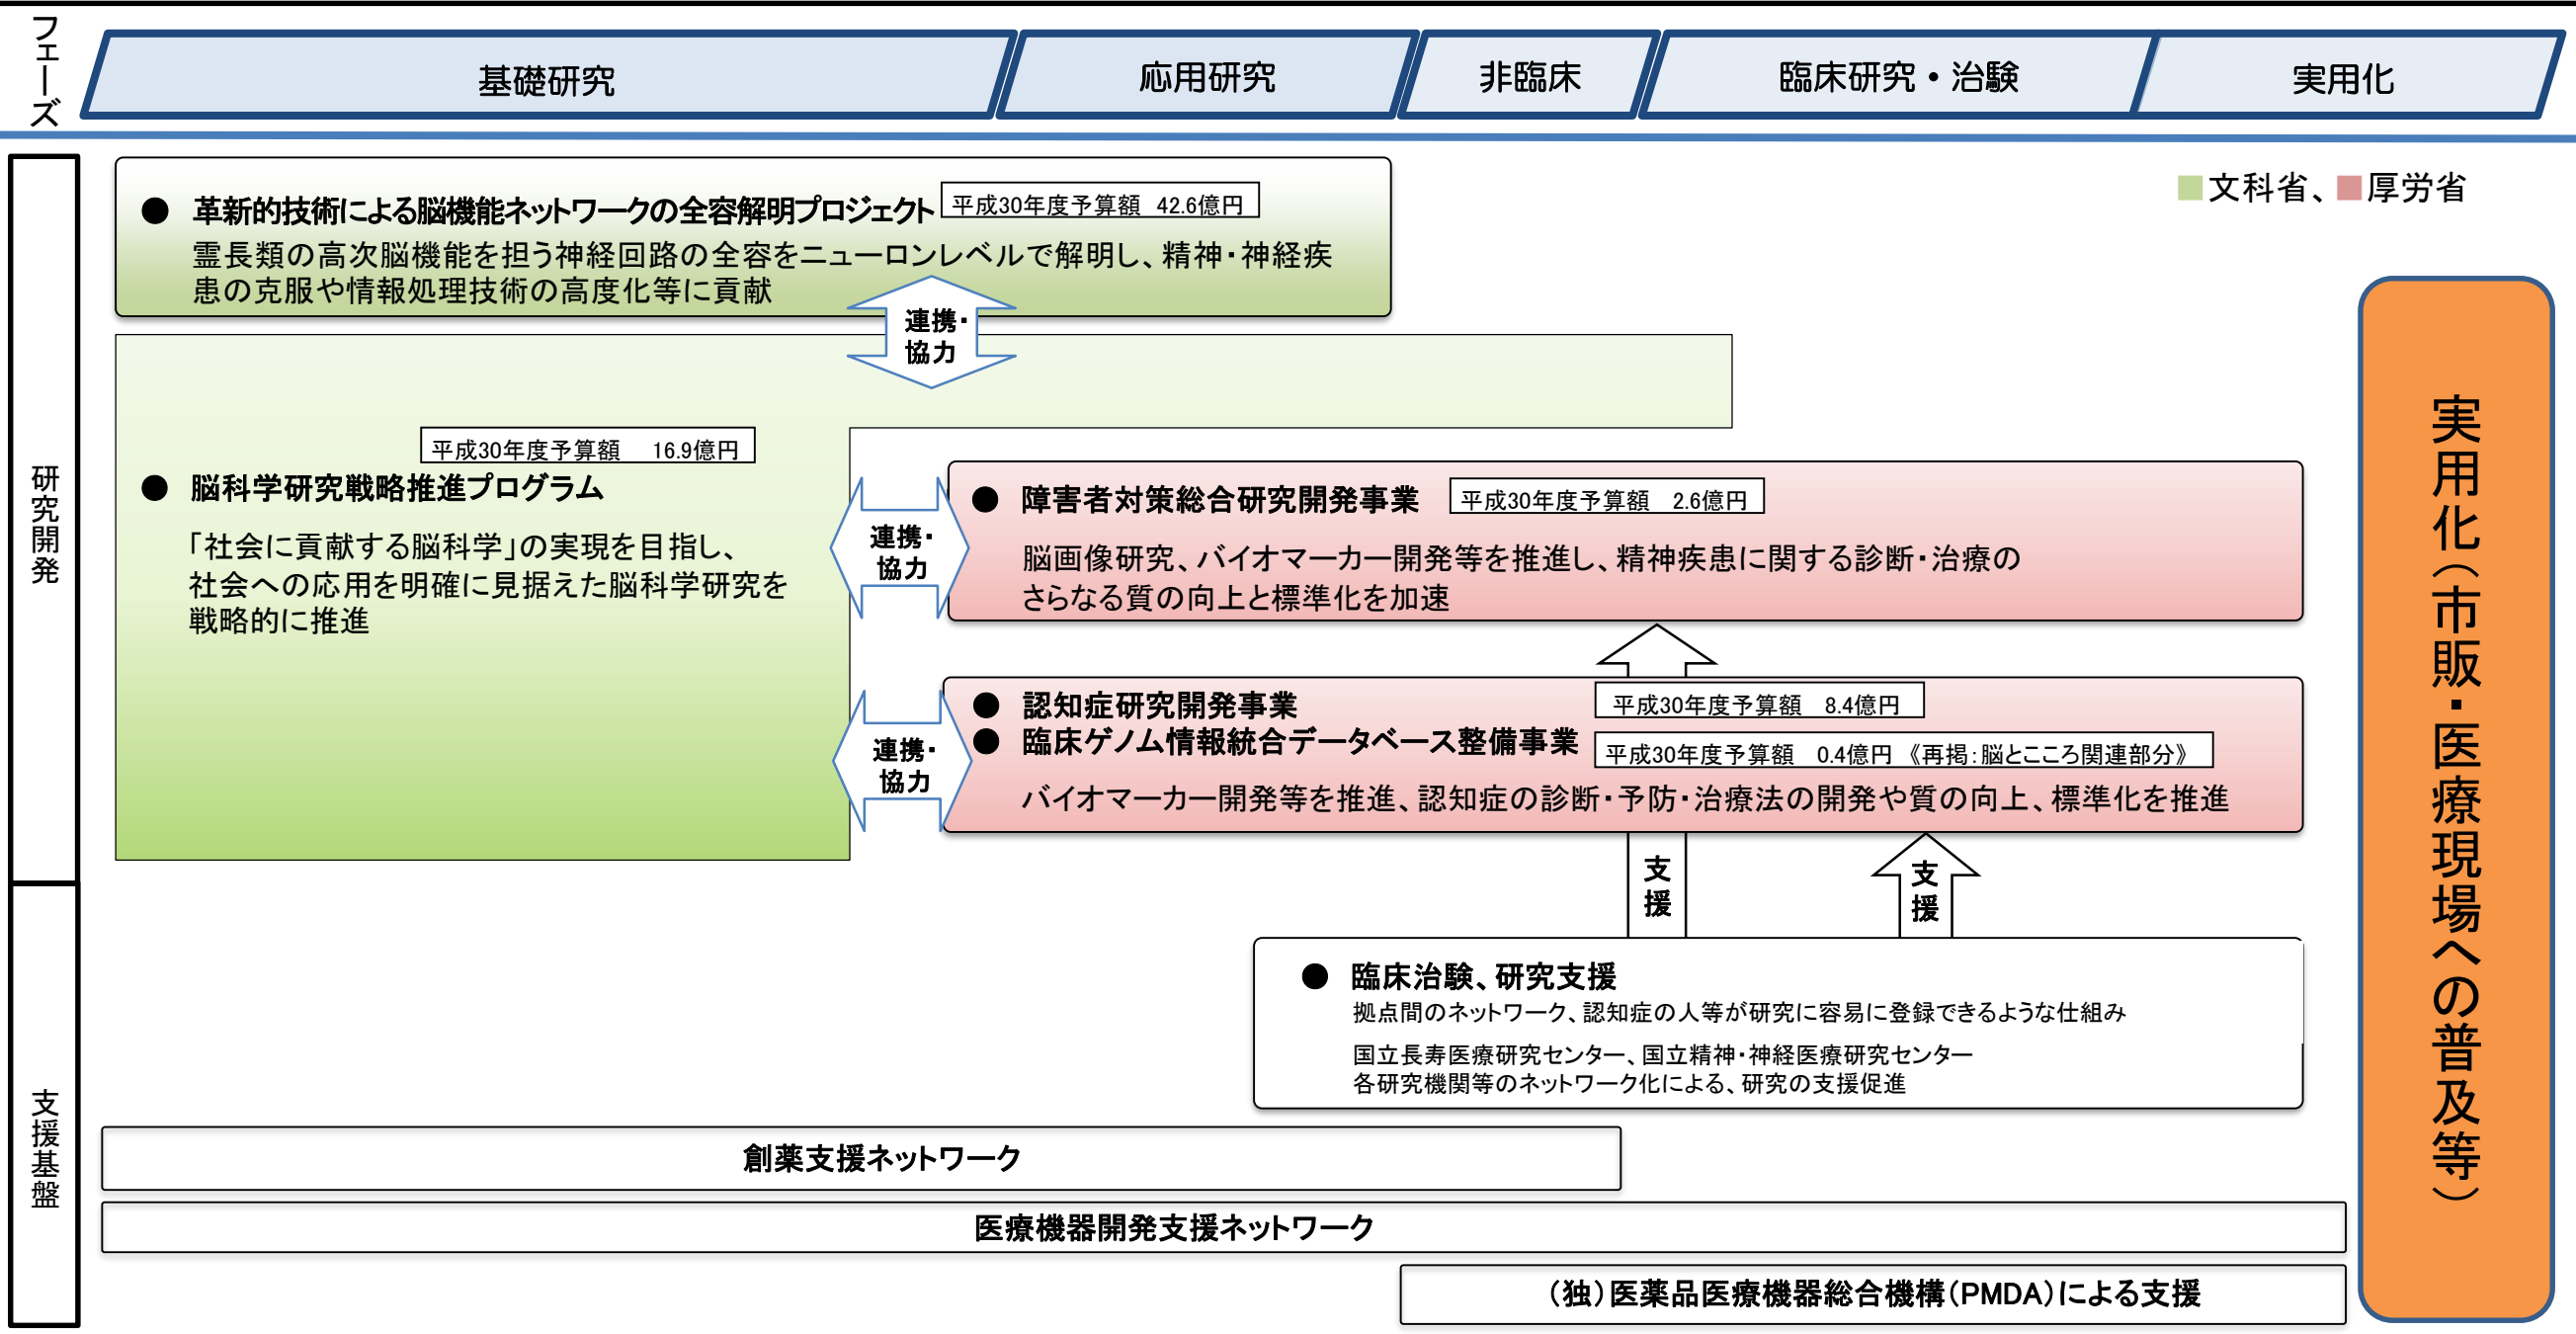 フェーズ
基礎研究
応用研究
非臨床
臨床研究・治験
実用化
■文科省、■厚労省
研究開発
● 革新的技術による脳機能ネットワークの全容解明プロジェクト
平成30年度予算額 42.6億円
霊長類の高次脳機能を担う神経回路の全容をニューロンレベルで解明し、精神・神経疾
患の克服や情報処理技術の高度化等に貢献
連携・
協力
平成30年度予算額 16.9億円
● 脳科学研究戦略推進プログラム
「社会に貢献する脳科学」の実現を目指し、
社会への応用を明確に見据えた脳科学研究を
戦略的に推進
連携・
協力
● 障害者対策総合研究開発事業
平成30年度予算額 2.6億円
脳画像研究、バイオマーカー開発等を推進し、精神疾患に関する診断・治療の
さらなる質の向上と標準化を加速
連携・
協力
● 認知症研究開発事業
平成30年度予算額 8.4億円
● 臨床ゲノム情報統合データベース整備事業
平成30年度予算額 0.4億円 《再掲：脳とこころ関連部分》
バイオマーカー開発等を推進、認知症の診断・予防・治療法の開発や質の向上、標準化を推進
支援
支援
実用化（市販・医療現場への普及等）
支援基盤
● 臨床治験、研究支援
拠点間のネットワーク、認知症の人等が研究に容易に登録できるような仕組み
国立長寿医療研究センター、国立精神・神経医療研究センター
各研究機関等のネットワーク化による、研究の支援促進
創薬支援ネットワーク
医療機器開発支援ネットワーク
（独）医薬品医療機器総合機構（PMDA）による支援